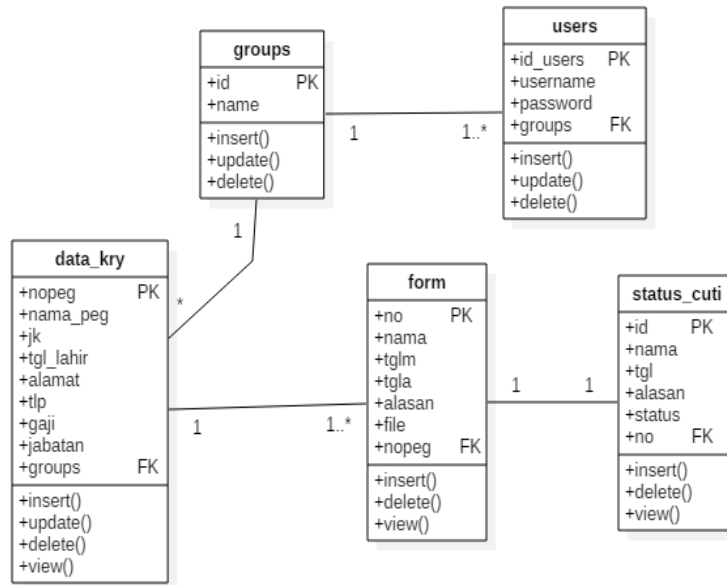 groups
+id PK
+name
+insert()
+update()
+delete()
users
+id_users PK
+username
+password
+groups FK
+insert()
+update()
+delete()
1
1..*
1
*
data_kry
+nopeg PK
+nama_peg
+jk
+tgl_lahir
+alamat
+tlp
+gaji
+jabatan
+groups FK
+insert()
+update()
+delete()
+view()
1
1..*
form
+no PK
+nama
+tglm
+tgla
+alasan
+file
+nopeg FK
+insert()
+delete()
+view()
1
1
status_cuti
+id PK
+nama
+tgl
+alasan
+status
+no FK
+insert()
+delete()
+view()